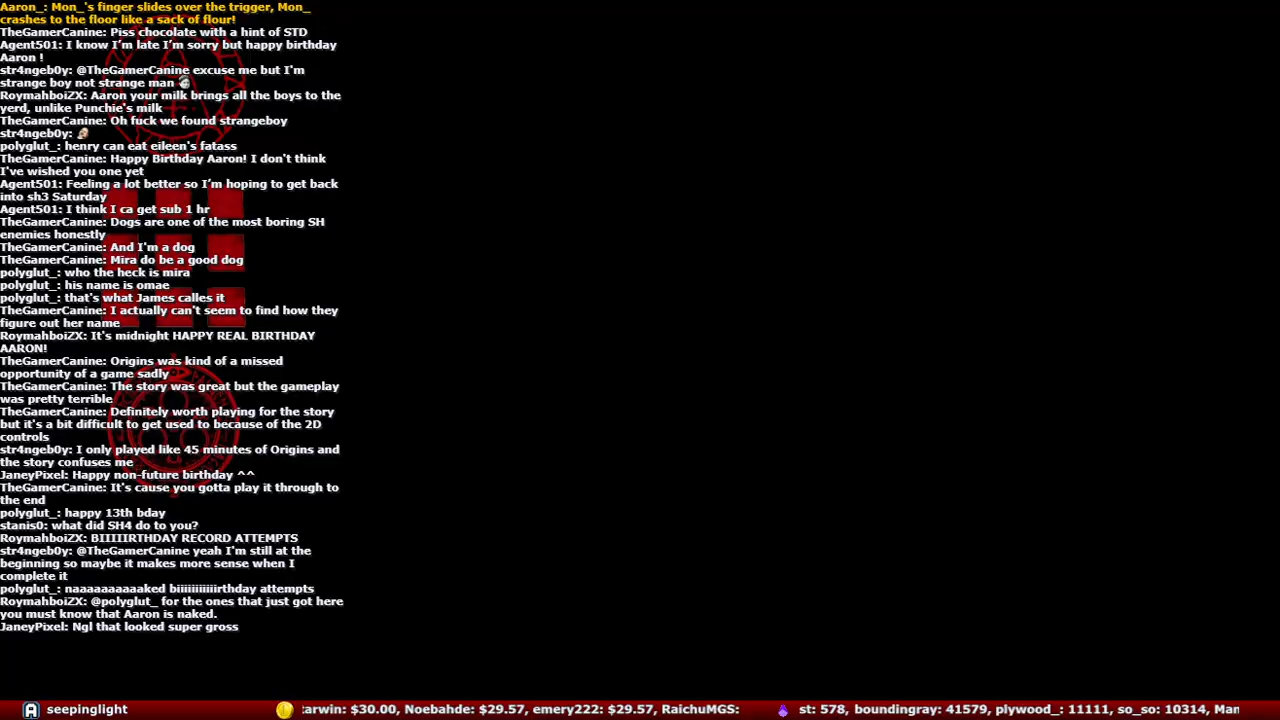 Aaron_: Mon_'s finger slides over the trigger, Mon_
crashes to the floor like a sack of flour!
TheGamerCanine: Piss chocolate with a hint of STD
Agent501: I know I'm late I'm sorry but happy birthday
Aaron !
str4ngeb0y: @TheGamerCanine excuse me but I'm
strange boy not strange man
RoymahboiZX: Aaron your milk brings all the boys to the
yerd, unlike Punchie's milk
TheGamerCanine: Oh fuck we found strangeboy
str4ngeb0y:
polyglut_: henry can eat eileen's fatass
TheGamerCanine: Happy Birthday Aaron! I don't think
I've wished you one yet
Agent501: Feeling a lot better so I'm hoping to get back
into sh3 Saturday
Agent501: I think I ca get sub 1 hr
TheGamerCanine: Dogs are one of the most boring SH
enemies honestly
TheGamerCanine: And I'm a dog
TheGamerCanine: Mira do be a good dog
polyglut_: who the heck is mira
polyglut_: his name is omae
polyglut_: that's what James calles it
TheGamerCanine: I actually can't seem to find how they
figure out her name
RoymahboiZX: It's midnight HAPPY REAL BIRTHDAY
AARON!
TheGamerCanine: Origins was kind of a missed
opportunity of a game sadly
TheGamerCanine: The story was great but the gameplay
was pretty terrible
TheGamerCanine: Definitely worth playing for the story
but it's a bit difficult to get used to because of the 2D
controls
str4ngeb0y: I only played like 45 minutes of Origins and
the story confuses me
JaneyPixel: Happy non-future birthday ^^
TheGamerCanine: It's cause you gotta play it through to
the end
polyglut_: happy 13th bday
stanis0: what did SH4 do to you?
RoymahboiZX: BIIIIIRTHDAY RECORD ATTEMPTS
str4ngeb0y: @TheGamerCanine yeah I'm still at the
beginning so maybe it makes more sense when I
complete it
polyglut_: naaaaaaaaaaked biiiiiiiiiiirthday attempts
RoymahboiZX: @polyglut_ for the ones that just got here
you must know that Aaron is naked.
JaneyPixel: Ngl that looked super gross
seepinglight :arwin: $30.00, Noebahde: $29.57, emery222: $29.57, RaichuMGS: st: 578, boundingray: 41579, plywood_: 11111, so_so: 10314, Man